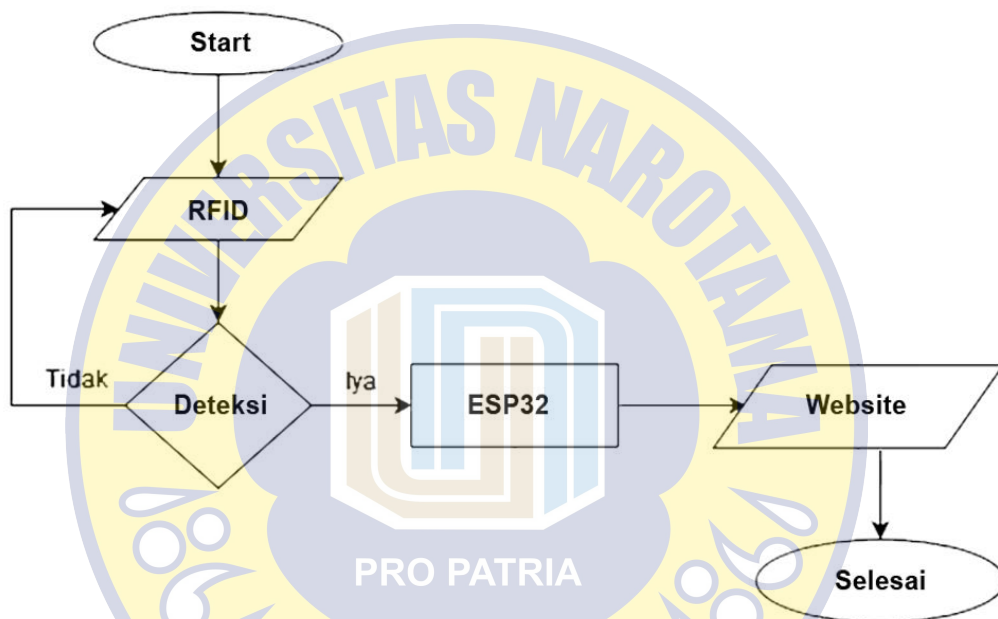 Start
UNIVERSITAS NAROTAMA
RFID
Tidak
Deteksi
Iya
ESP32
Website
PRO PATRIA
Selesai